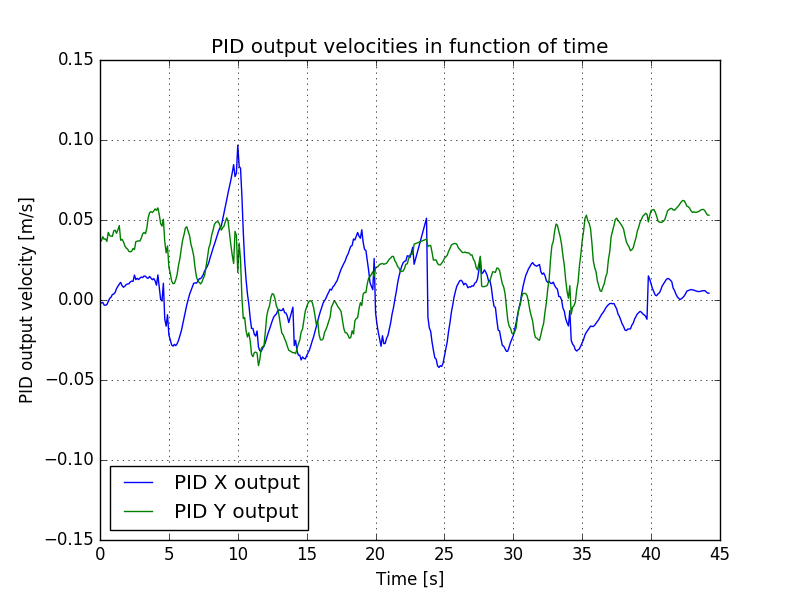 PID output velocities in function of time
0.15
0.10
0.05
0.00
−0.05
−0.10
−0.15
PID output velocity [m/s]
PID X output
PID Y output
0 5 10 15 20 25 30 35 40 45
Time [s]